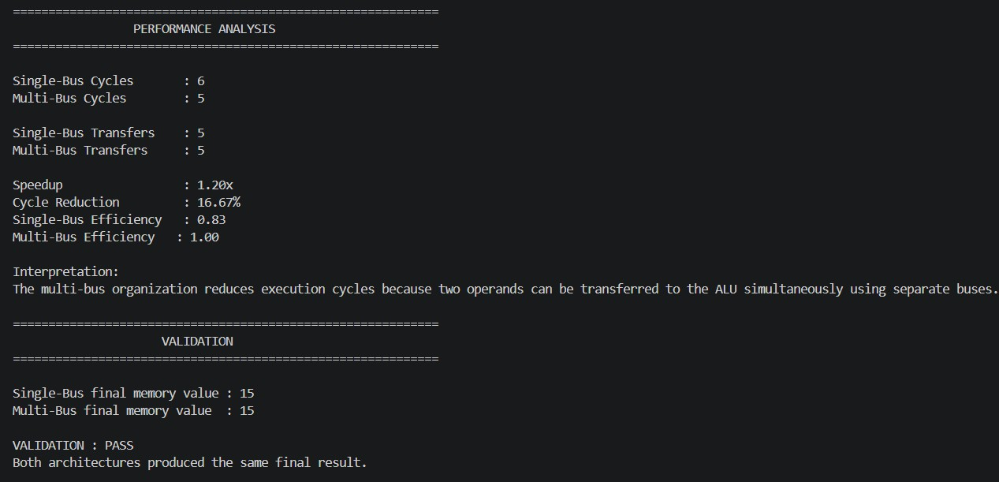 ============================================================
PERFORMANCE ANALYSIS
============================================================
Single-Bus Cycles       : 6
Multi-Bus Cycles        : 5
Single-Bus Transfers    : 5
Multi-Bus Transfers     : 5
Speedup                 : 1.20x
Cycle Reduction         : 16.67%
Single-Bus Efficiency   : 0.83
Multi-Bus Efficiency   : 1.00
Interpretation:
The multi-bus organization reduces execution cycles because two operands can be transferred to the ALU simultaneously using separate buses.
============================================================
VALIDATION
============================================================
Single-Bus final memory value : 15
Multi-Bus final memory value  : 15
VALIDATION : PASS
Both architectures produced the same final result.